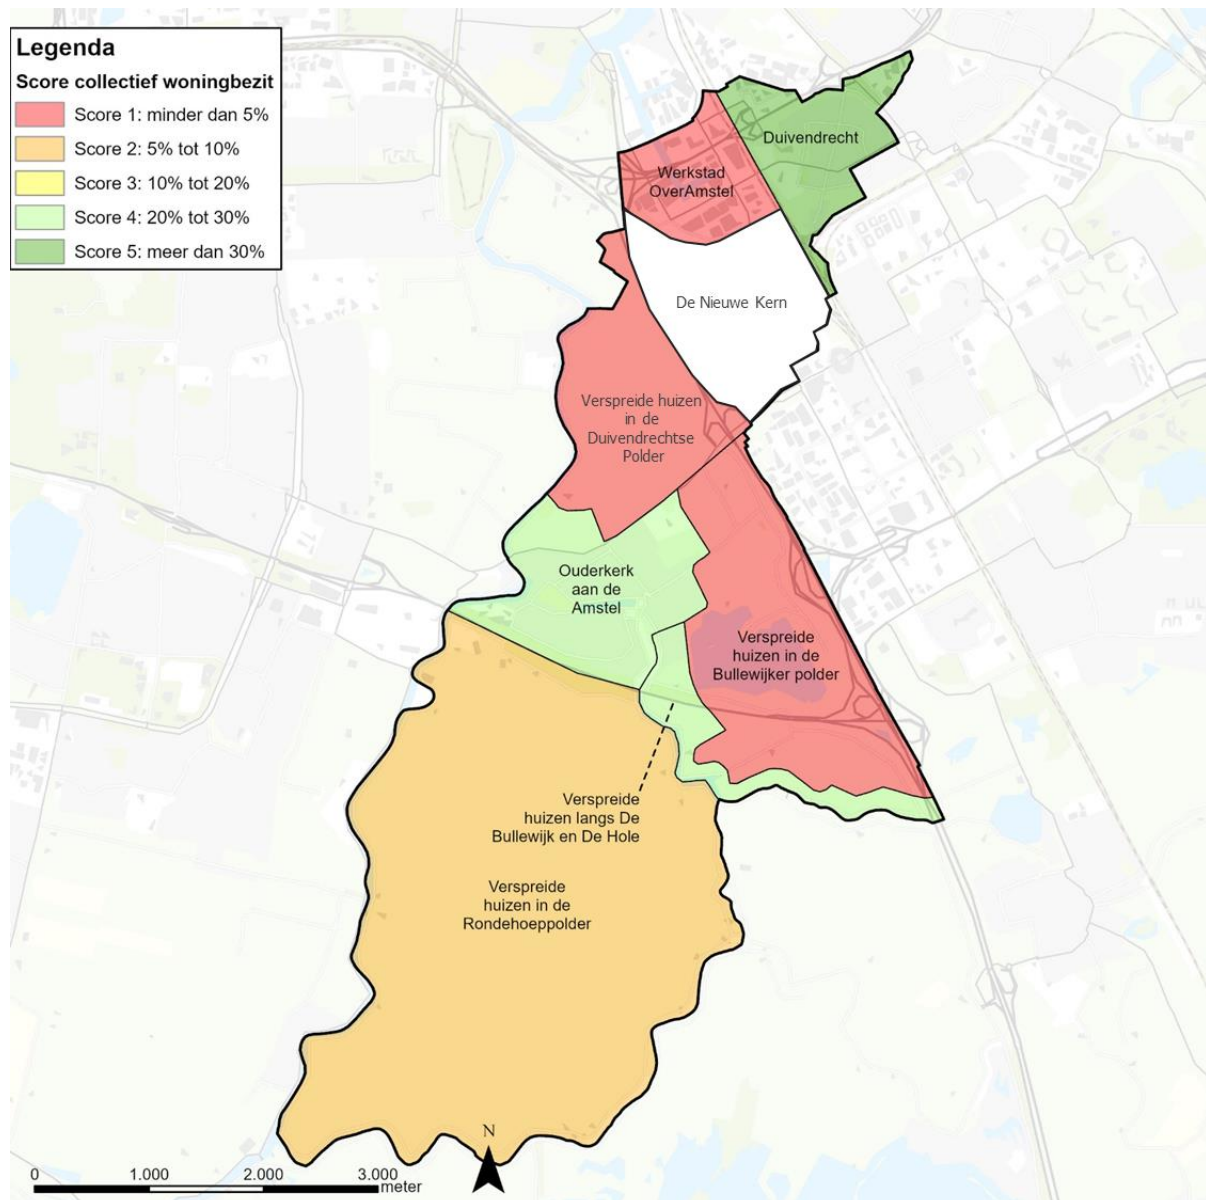 Legenda
Score collectief woningbezit
Score 1: minder dan 5%
Score 2: 5% tot 10%
Score 3: 10% tot 20%
Score 4: 20% tot 30%
Score 5: meer dan 30%
Duivendrecht
Werkstad
OverAmstel
De Nieuwe Kern
Verspreide huizen
in de
Duivendrechtse
Polder
Ouderkerk
aan de
Amstel
Verspreide
huizen in de
Bullewijker polder
Verspreide
huizen langs De
Bullewijk en De Hole
Verspreide
huizen in de
Rondehoeppolder
N
0 1.000 2.000 3.000
meter